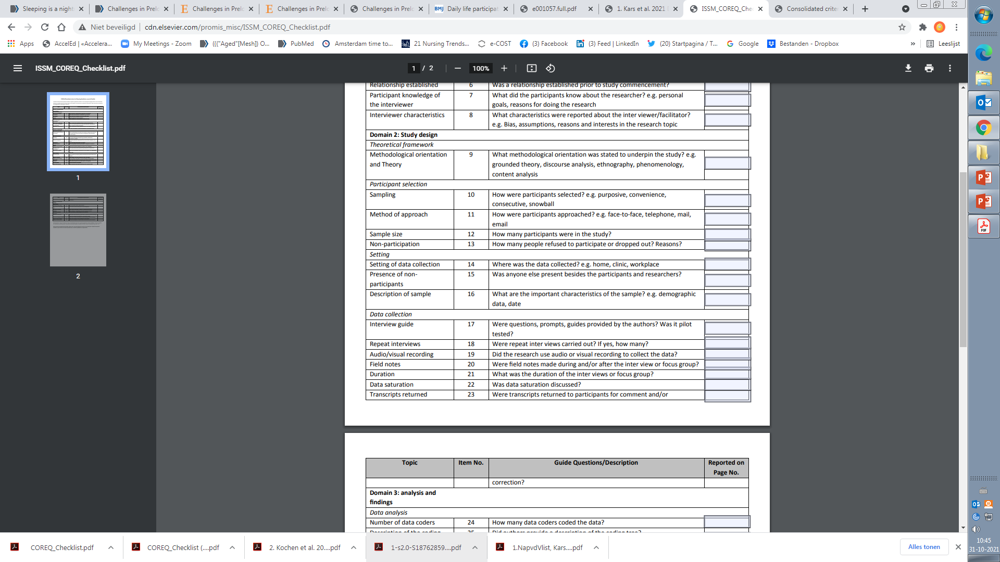 Sleeping is a night
Challenges in Prelo
Challenges in Prelo
Challenges in Prelo
Challenges in Prelo
BMJ Daily life participat
e001057.full.pdf
1. Kars et al. 2021
ISSM_COREQ_Che
Consolidated crite
Niet beveiligd | cdn.elsevier.com/promis_misc/ISSM_COREQ_Checklist.pdf
Apps
AccelEd | «Accelera...
My Meetings - Zoom
((("Aged"[Mesh]) O...
PubMed
Amsterdam time to...
21 Nursing Trends...
e-COST
(3) Facebook
(3) Feed | LinkedIn
(20) Startpagina / T...
Google
Bestanden - Dropbox
»
Leeslijst
ISSM_COREQ_Checklist.pdf
1 / 2
100%
1
2
Relationship established 6 Was a relationship established prior to study commencement?
Participant knowledge of 7 What did the participants know about the researcher? e.g. personal
the interviewer goals, reasons for doing the research
Interviewer characteristics 8 What characteristics were reported about the inter viewer/facilitator?
e.g. Bias, assumptions, reasons and interests in the research topic
Domain 2: Study design
Theoretical framework
Methodological orientation 9 What methodological orientation was stated to underpin the study? e.g.
and Theory grounded theory, discourse analysis, ethnography, phenomenology,
content analysis
Participant selection
Sampling 10 How were participants selected? e.g. purposive, convenience,
consecutive, snowball
Method of approach 11 How were participants approached? e.g. face-to-face, telephone, mail,
email
Sample size 12 How many participants were in the study?
Non-participation 13 How many people refused to participate or dropped out? Reasons?
Setting
Setting of data collection 14 Where was the data collected? e.g. home, clinic, workplace
Presence of non- 15 Was anyone else present besides the participants and researchers?
participants
Description of sample 16 What are the important characteristics of the sample? e.g. demographic
data, date
Data collection
Interview guide 17 Were questions, prompts, guides provided by the authors? Was it pilot
tested?
Repeat interviews 18 Were repeat inter views carried out? If yes, how many?
Audio/visual recording 19 Did the research use audio or visual recording to collect the data?
Field notes 20 Were field notes made during and/or after the inter view or focus group?
Duration 21 What was the duration of the inter views or focus group?
Data saturation 22 Was data saturation discussed?
Transcripts returned 23 Were transcripts returned to participants for comment and/or
Topic Item No. Guide Questions/Description Reported on
Page No.
correction?
Domain 3: analysis and
findings
Data analysis
Number of data coders 24 How many data coders coded the data?
Description of the coding 25 Did authors provide a description of the coding tree?
COREQ_Checklist.pdf
COREQ_Checklist (....pdf
2. Kochen et al. 20....pdf
1-s2.0-S18762859....pdf
1.NapvdVlist, Kars....pdf
Alles tonen
10:45
31-10-2021